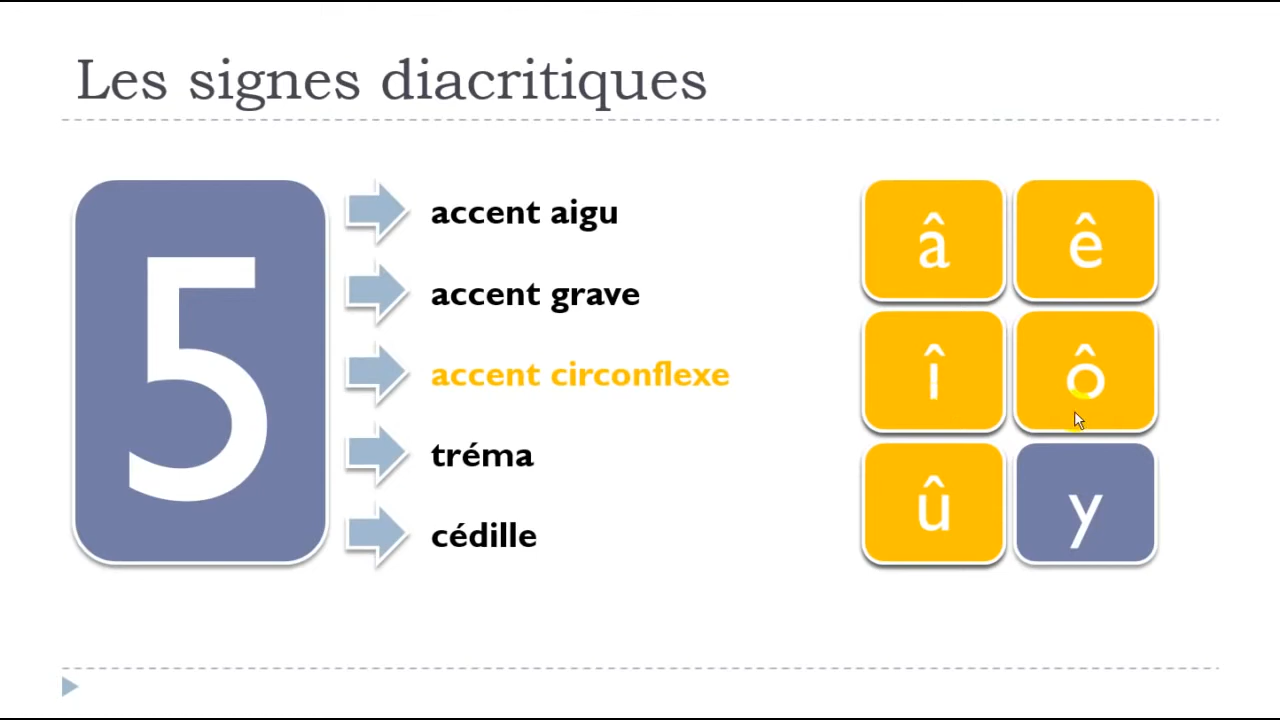 Les signes diacritiques
5
accent aigu
accent grave
accent circonflexe
tréma
cédille
â ê
î ô
û y